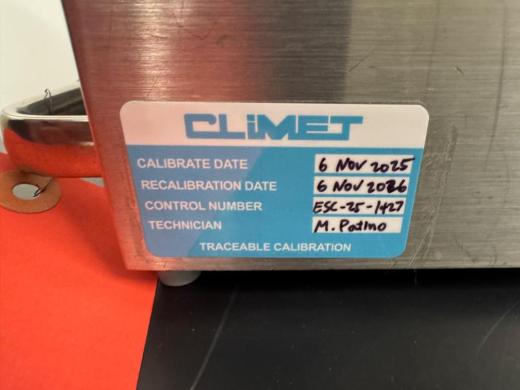 CLiMET
CALIBRATE DATE 6 Nov 2025
RECALIBRATION DATE 6 Nov 2026
CONTROL NUMBER ESC-25-1427
TECHNICIAN M. Patino
TRACEABLE CALIBRATION